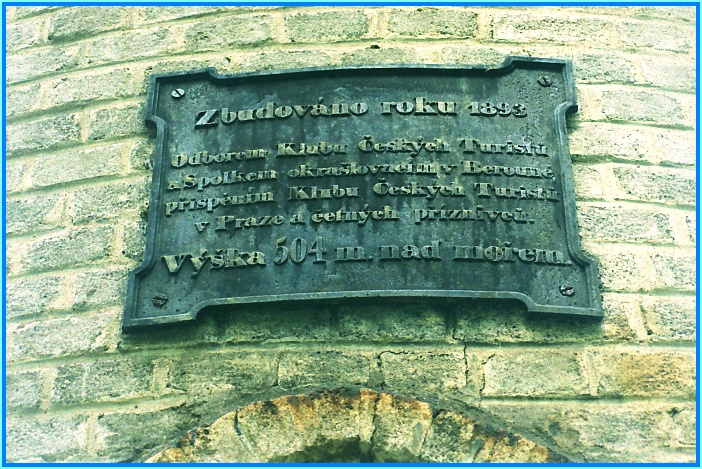 Zbudováno roku 1893
Odborem Klubu Českých Turistů
a Spolkem okrašlovacím v Berouně,
přispěním Klubu Českých Turistů
v Praze a četných příznivců.
Výška 504 m. nad mořem.